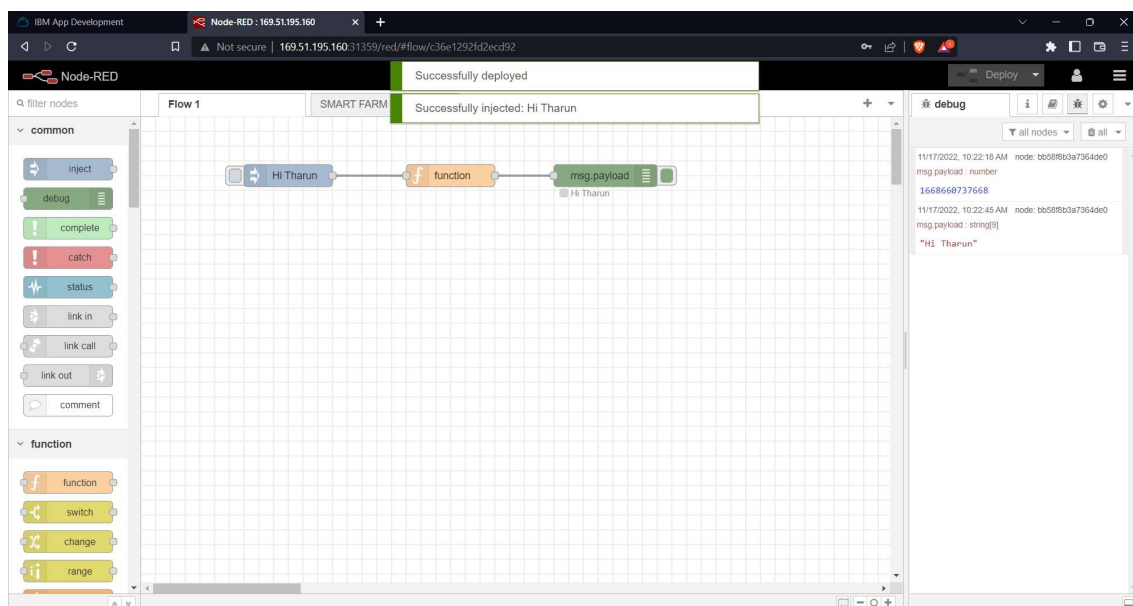 IBM App Development
Node-RED : 169.51.195.160
Not secure | 169.51.195.160:31359/red/#flow/c36e1292fd2ecd92
Node-RED
Successfully deployed
Deploy
filter nodes
Flow 1
SMART FARM
Successfully injected: Hi Tharun
debug
i
all nodes
all
common
inject
debug
complete
catch
status
link in
link call
link out
comment
function
function
switch
change
range
Hi Tharun
function
msg.payload
Hi Tharun
11/17/2022, 10:22:18 AM node: bb58f8b3a7364de0
msg.payload : number
1668660737668
11/17/2022, 10:22:45 AM node: bb58f8b3a7364de0
msg.payload : string[9]
"Hi Tharun"